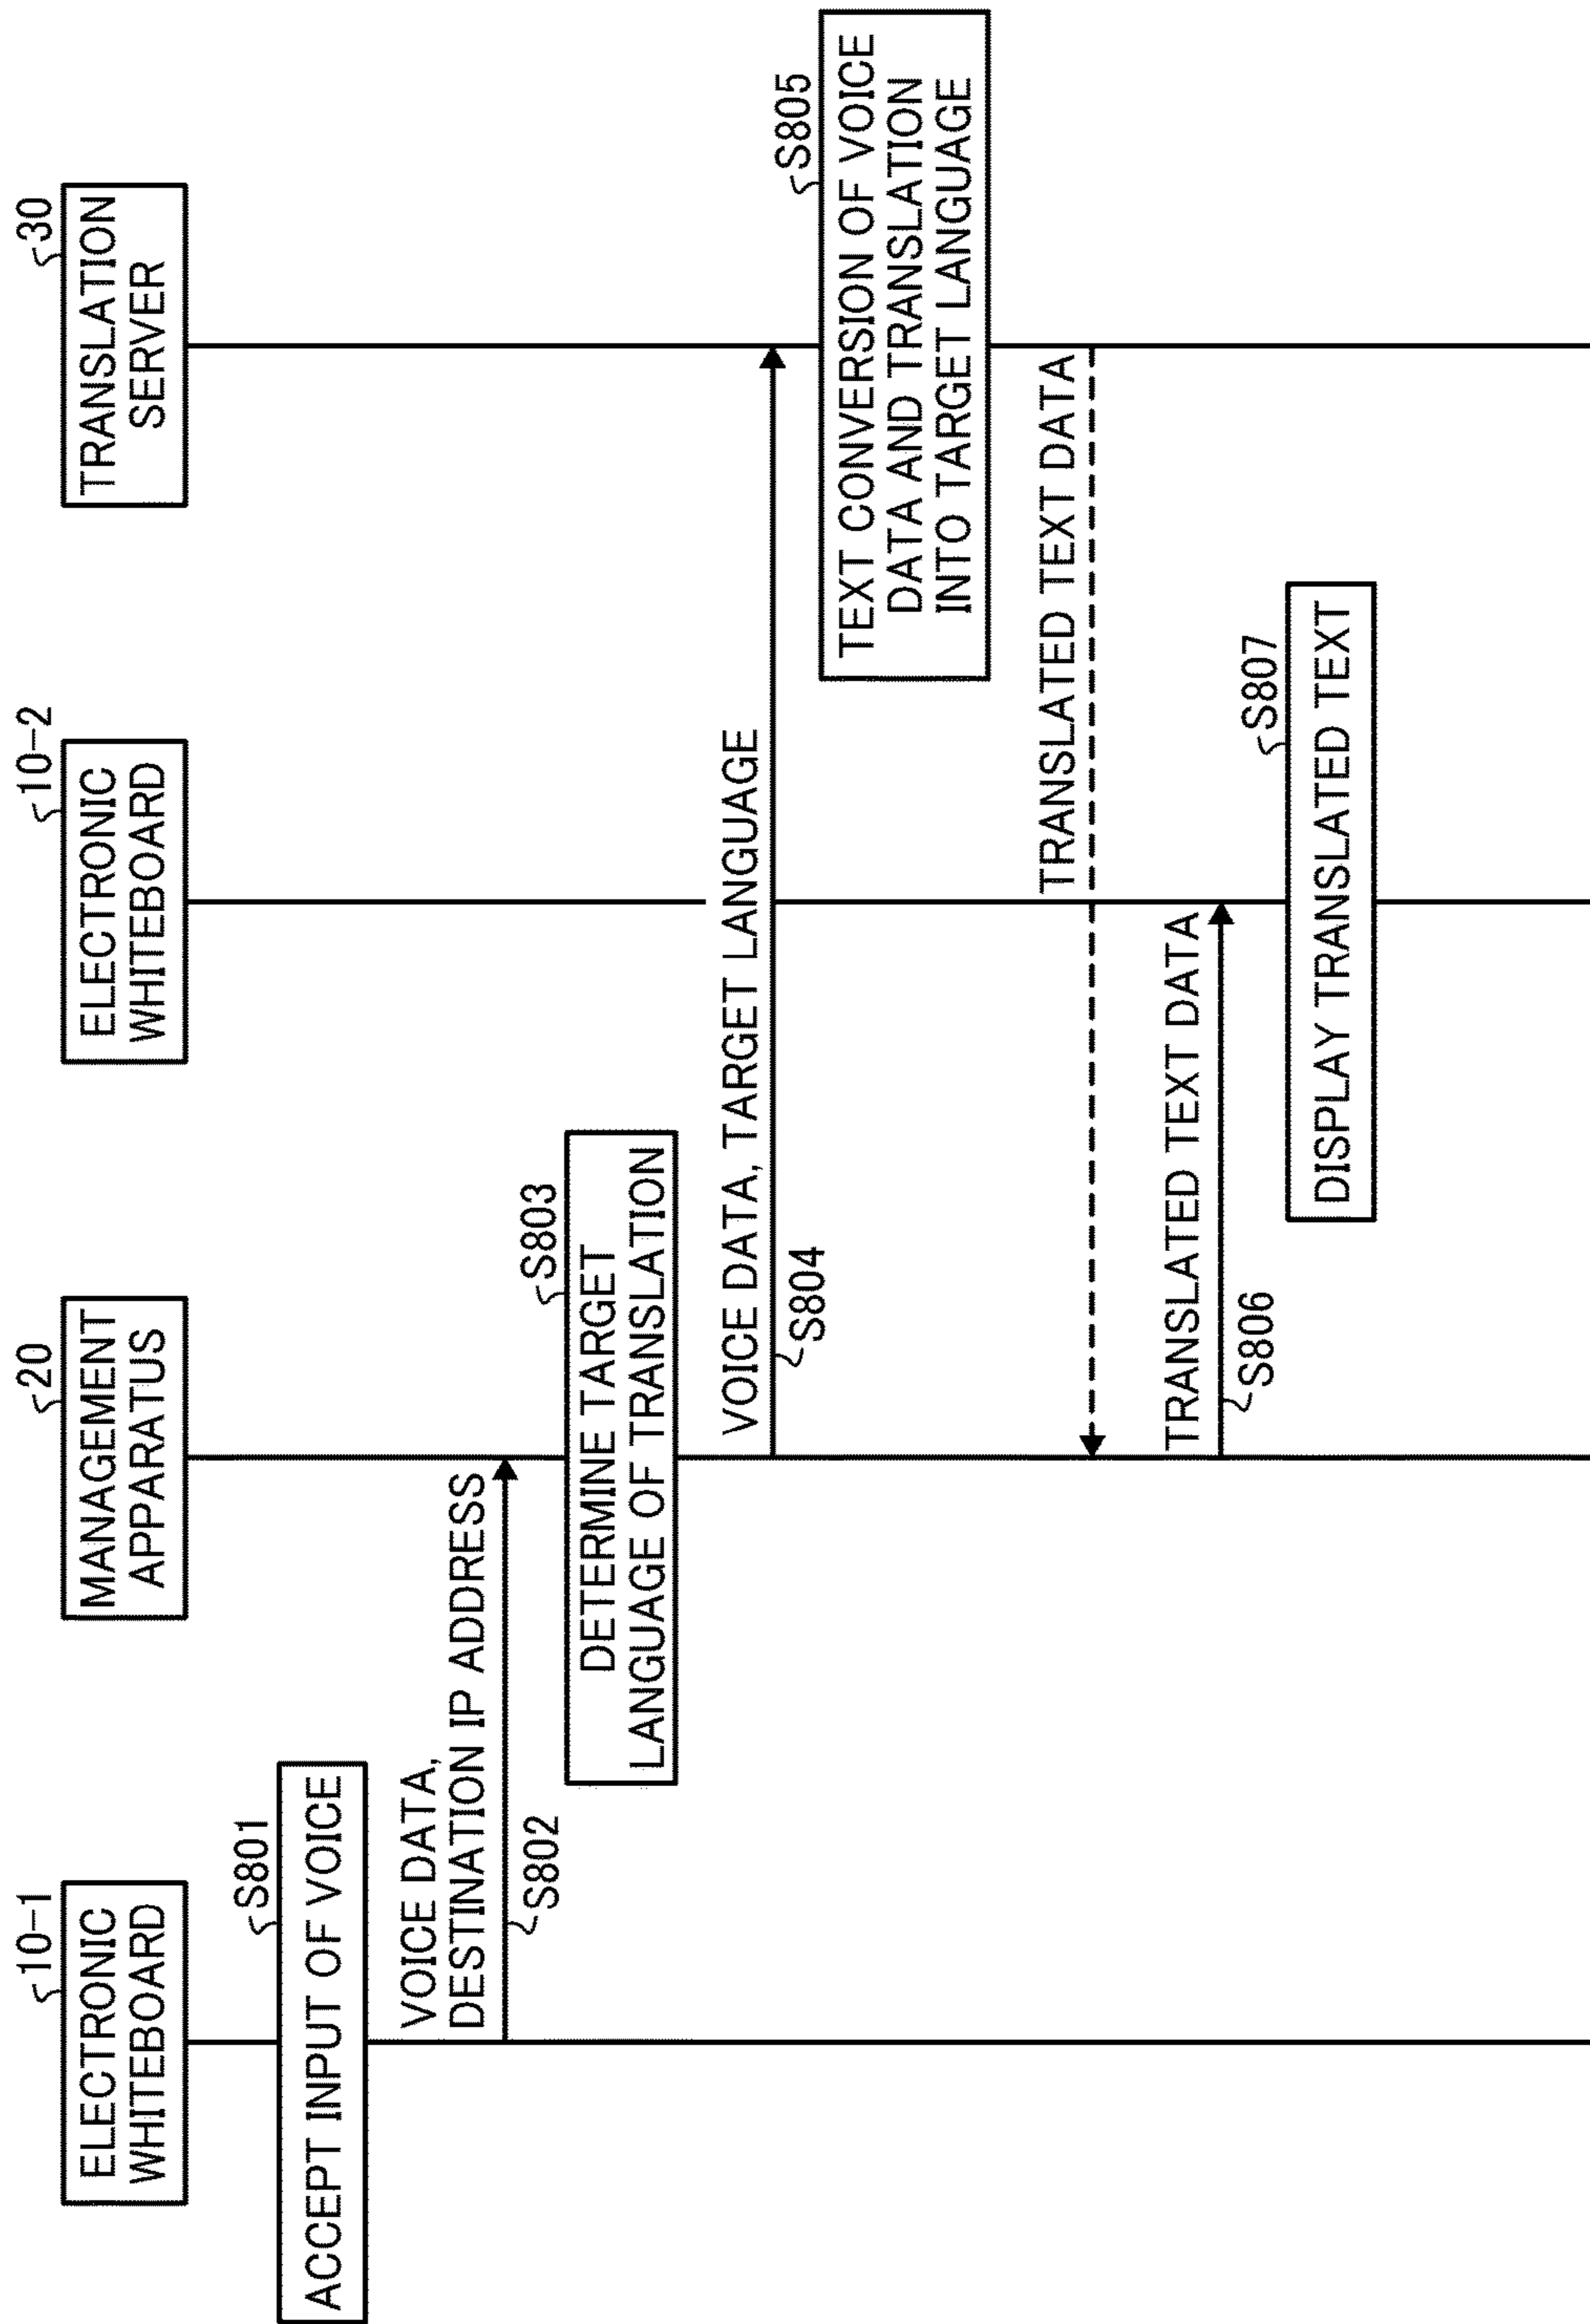 10-1
ELECTRONIC
WHITEBOARD
20
MANAGEMENT
APPARATUS
10-2
ELECTRONIC
WHITEBOARD
30
TRANSLATION
SERVER
S801
ACCEPT INPUT OF VOICE
VOICE DATA,
DESTINATION IP ADDRESS
S802
S803
DETERMINE TARGET
LANGUAGE OF TRANSLATION
VOICE DATA, TARGET LANGUAGE
S804
S805
TEXT CONVERSION OF VOICE
DATA AND TRANSLATION
INTO TARGET LANGUAGE
TRANSLATED TEXT DATA
TRANSLATED TEXT DATA
S806
S807
DISPLAY TRANSLATED TEXT